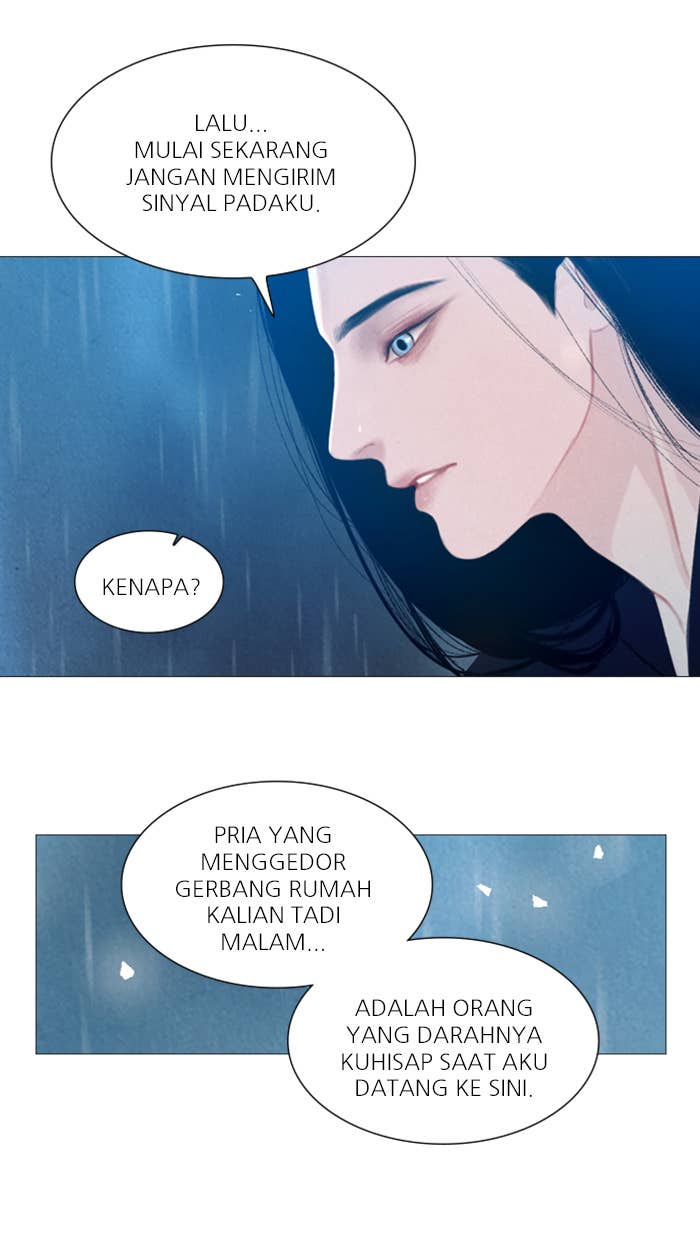 LALU...
MULAI SEKARANG
JANGAN MENGIRIM
SINYAL PADAKU.
KENAPA?
PRIA YANG
MENGGEDOR
GERBANG RUMAH
KALIAN TADI
MALAM...
ADALAH ORANG
YANG DARAHNYA
KUHISAP SAAT AKU
DATANG KE SINI.